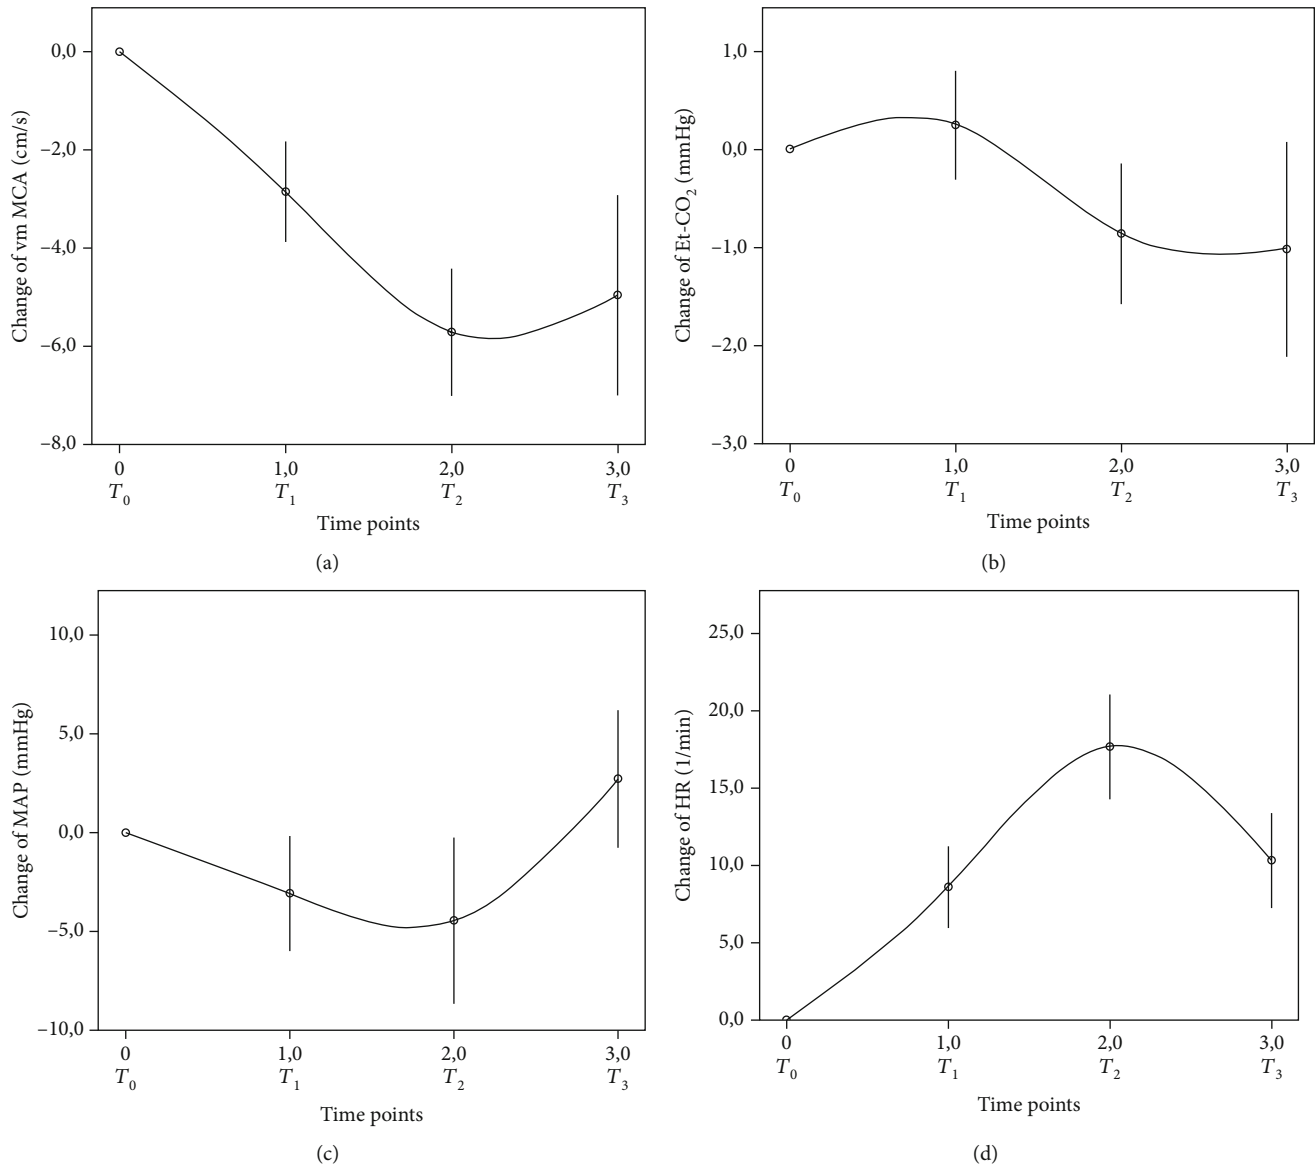 0,0
–2,0
–4,0
–6,0
–8,0
Change of vm MCA (cm/s)
0 1,0 2,0 3,0
T0 T1 T2 T3
Time points
(a)
1,0
0,0
–1,0
–2,0
–3,0
Change of Et-CO2 (mmHg)
0 1,0 2,0 3,0
T0 T1 T2 T3
Time points
(b)
10,0
5,0
0,0
–5,0
–10,0
Change of MAP (mmHg)
0 1,0 2,0 3,0
T0 T1 T2 T3
Time points
(c)
25,0
20,0
15,0
10,0
5,0
0,0
Change of HR (1/min)
0 1,0 2,0 3,0
T0 T1 T2 T3
Time points
(d)